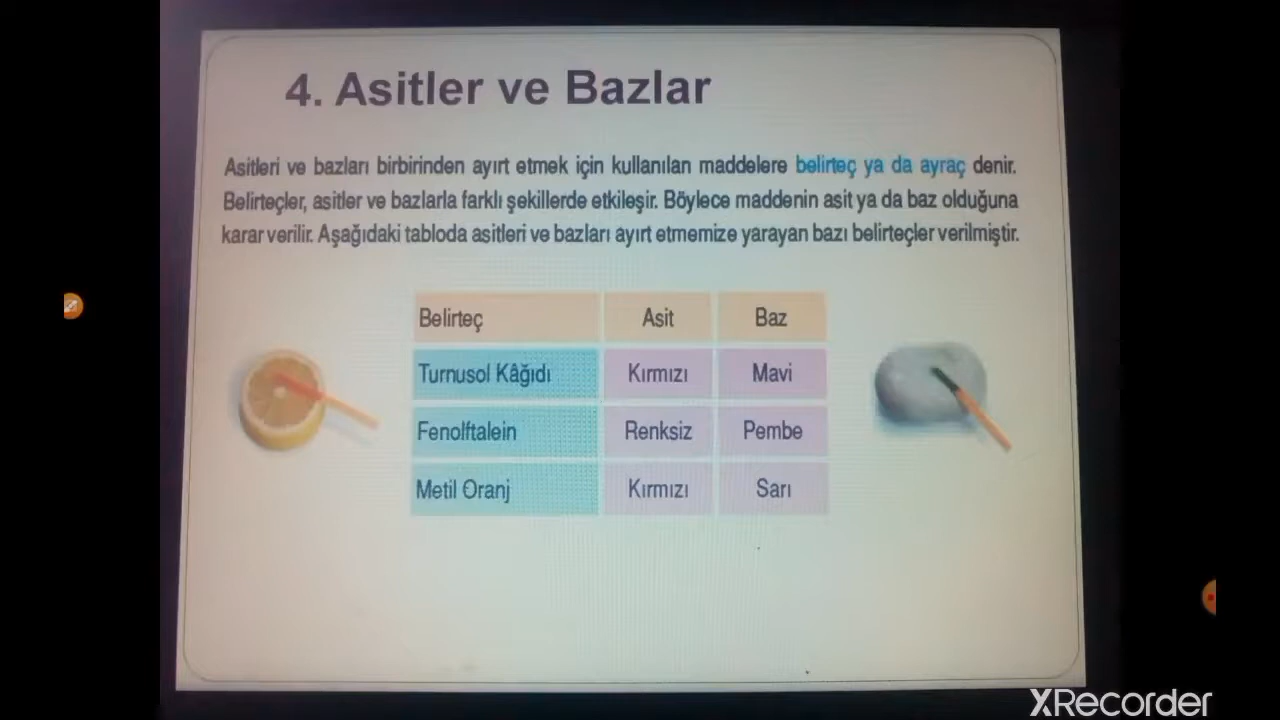 4. Asitler ve Bazlar
Asitleri ve bazları birbirinden ayırt etmek için kullanılan maddelere belirteç ya da ayraç denir.
Belirteçler, asitler ve bazlarla farklı şekillerde etkileşir. Böylece maddenin asit ya da baz olduğuna
karar verilir. Aşağıdaki tabloda asitleri ve bazları ayırt etmemize yarayan bazı belirteçler verilmiştir.
Belirteç Asit Baz
Turnusol Kâğıdı Kırmızı Mavi
Fenolftalein Renksiz Pembe
Metil Oranj Kırmızı Sarı
XRecorder